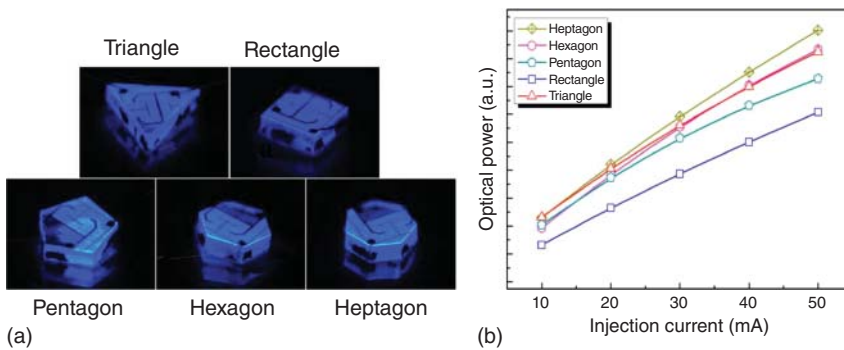 Triangle
Rectangle
Pentagon
Hexagon
Heptagon
(a)
Heptagon
Hexagon
Pentagon
Rectangle
Triangle
Optical power (a.u.)
10 20 30 40 50
Injection current (mA)
(b)